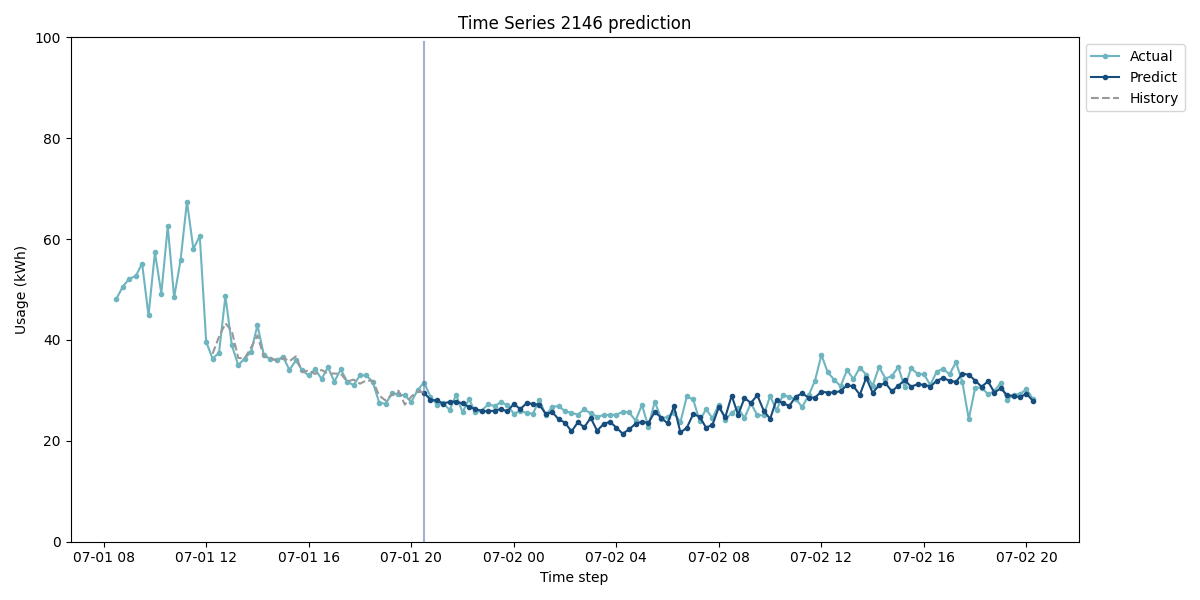 Time Series 2146 prediction
Usage (kWh)
100
80
60
40
20
0
07-01 08
07-01 12
07-01 16
07-01 20
07-02 00
07-02 04
07-02 08
07-02 12
07-02 16
07-02 20
Time step
Actual
Predict
History